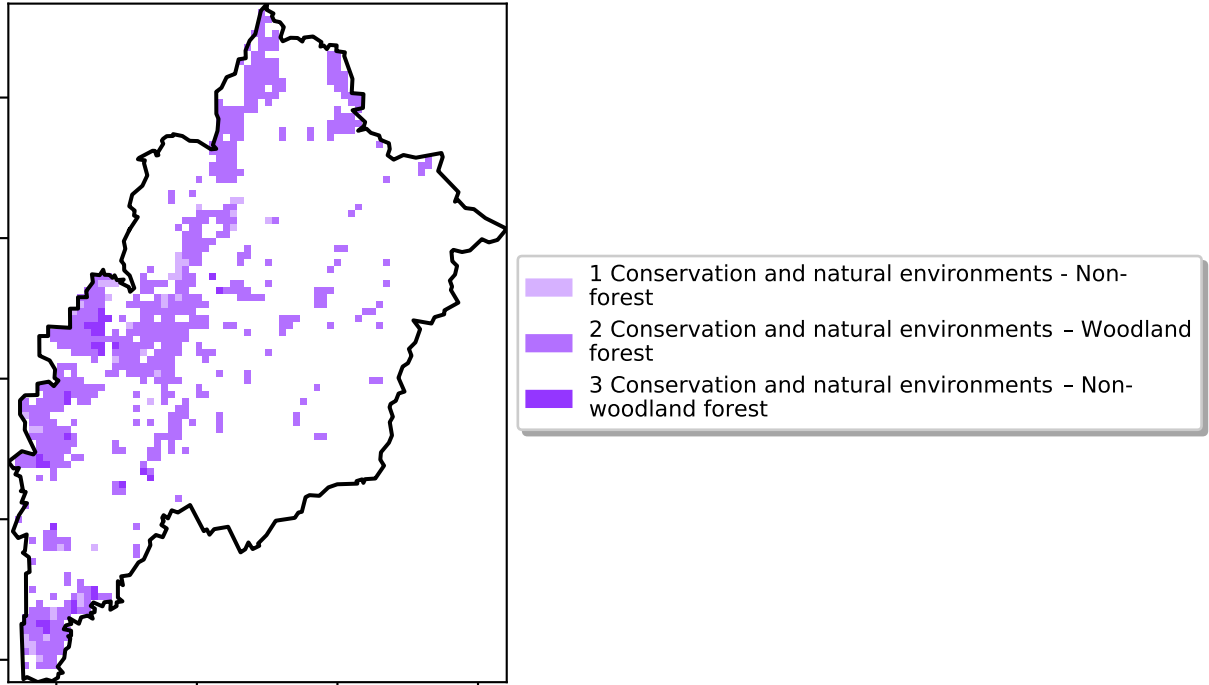 1 Conservation and natural environments - Non-
forest
2 Conservation and natural environments – Woodland
forest
3 Conservation and natural environments – Non-
woodland forest